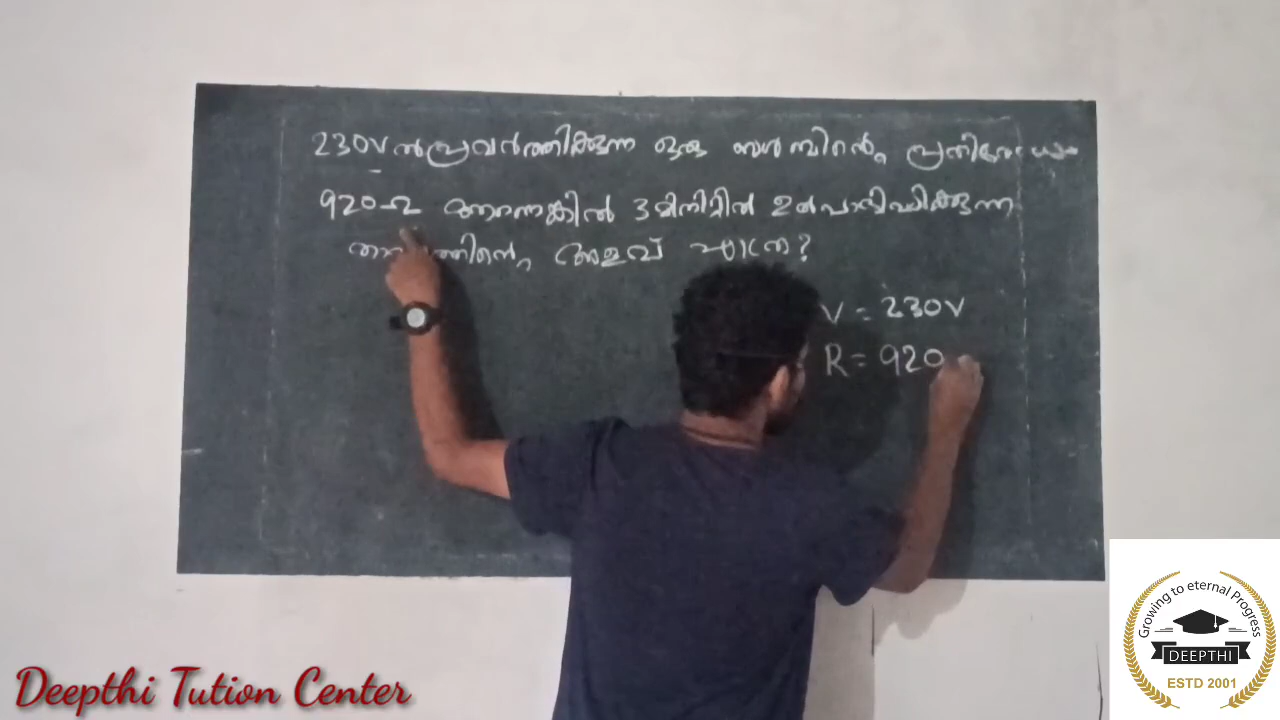 230V ൽ പ്രവർത്തിക്കുന്ന ഒരു ബൾബിന്റെ പ്രതിരോധം
920Ω ആണെങ്കിൽ 3 മിനിറ്റിൽ ഉൽപാദിപ്പിക്കുന്ന
അളവ് എത്ര?
V = 230V
R = 920
Deepthi Tution Center
Growing to eternal Progress
DEEPTHI
ESTD 2001